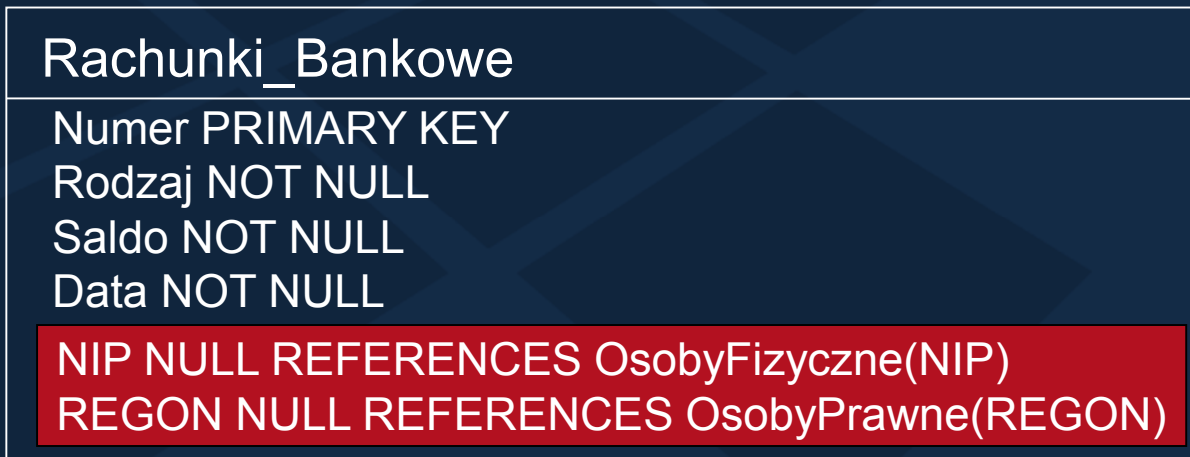 Rachunki_Bankowe
Numer PRIMARY KEY
Rodzaj NOT NULL
Saldo NOT NULL
Data NOT NULL
NIP NULL REFERENCES OsobyFizyczne(NIP)
REGON NULL REFERENCES OsobyPrawne(REGON)